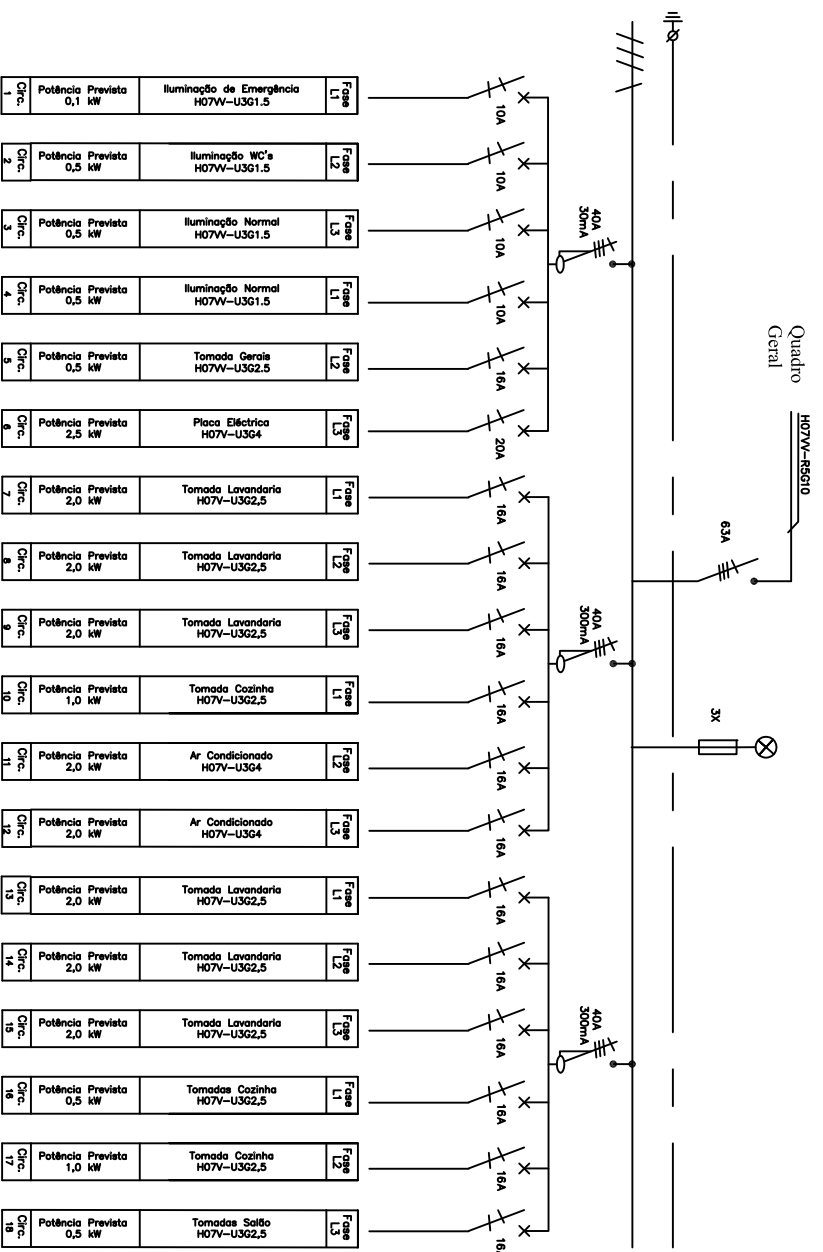 Quadro
Geral
H07VV-R5G10
63A
3X
40A
30mA
40A
300mA
40A
300mA
10A
10A
10A
10A
16A
20A
16A
16A
16A
16A
16A
16A
16A
16A
16A
16A
16A
16A
Circ.
1
Potência Prevista
0,1 kW
Iluminação de Emergência
H07VV-U3G1.5
Fase
L1
Circ.
2
Potência Prevista
0,5 kW
Iluminação WC's
H07VV-U3G1.5
Fase
L2
Circ.
3
Potência Prevista
0,5 kW
Iluminação Normal
H07VV-U3G1.5
Fase
L3
Circ.
4
Potência Prevista
0,5 kW
Iluminação Normal
H07VV-U3G1.5
Fase
L1
Circ.
5
Potência Prevista
0,5 kW
Tomada Gerais
H07VV-U3G2.5
Fase
L2
Circ.
6
Potência Prevista
2,5 kW
Placa Eléctrica
H07V-U3G4
Fase
L3
Circ.
7
Potência Prevista
2,0 kW
Tomada Lavandaria
H07V-U3G2,5
Fase
L1
Circ.
8
Potência Prevista
2,0 kW
Tomada Lavandaria
H07V-U3G2,5
Fase
L2
Circ.
9
Potência Prevista
2,0 kW
Tomada Lavandaria
H07V-U3G2,5
Fase
L3
Circ.
10
Potência Prevista
1,0 kW
Tomada Cozinha
H07V-U3G2,5
Fase
L1
Circ.
11
Potência Prevista
2,0 kW
Ar Condicionado
H07V-U3G4
Fase
L2
Circ.
12
Potência Prevista
2,0 kW
Ar Condicionado
H07V-U3G4
Fase
L3
Circ.
13
Potência Prevista
2,0 kW
Tomada Lavandaria
H07V-U3G2,5
Fase
L1
Circ.
14
Potência Prevista
2,0 kW
Tomada Lavandaria
H07V-U3G2,5
Fase
L2
Circ.
15
Potência Prevista
2,0 kW
Tomada Lavandaria
H07V-U3G2,5
Fase
L3
Circ.
16
Potência Prevista
0,5 kW
Tomadas Cozinha
H07V-U3G2,5
Fase
L1
Circ.
17
Potência Prevista
1,0 kW
Tomada Cozinha
H07V-U3G2,5
Fase
L2
Circ.
18
Potência Prevista
0,5 kW
Tomadas Salão
H07V-U3G2,5
Fase
L3